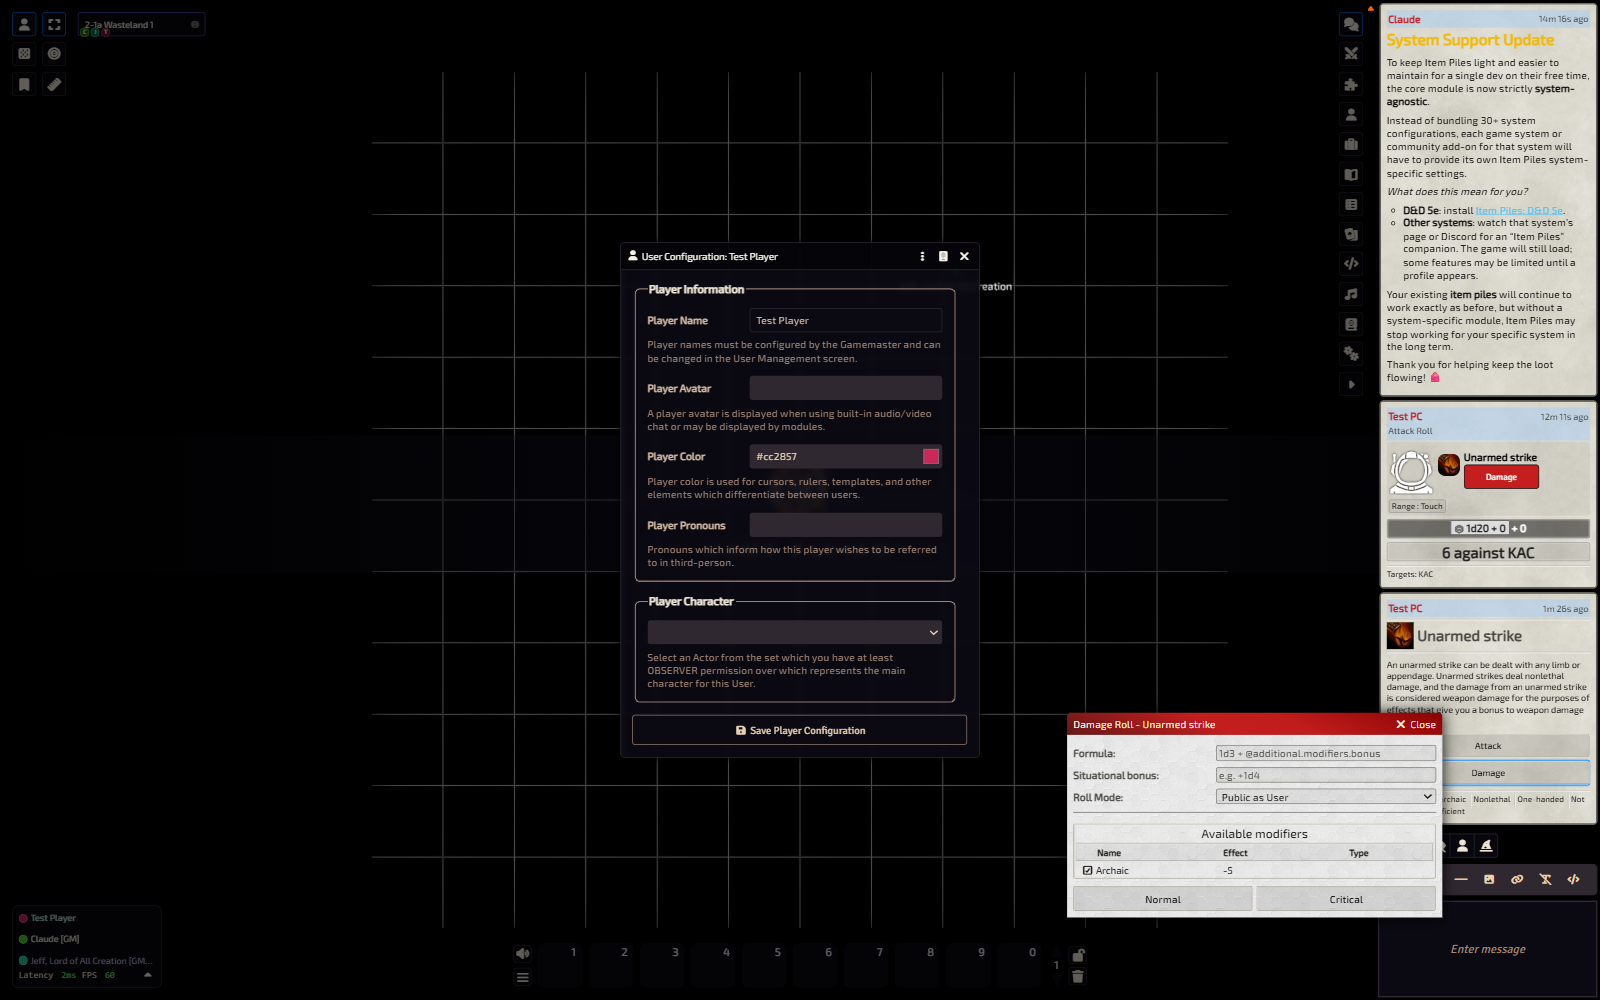 2-1a Wasteland 1
C J T
User Configuration: Test Player
eation
Player Information
Player Name
Test Player
Player names must be configured by the Gamemaster and can
be changed in the User Management screen.
Player Avatar
A player avatar is displayed when using built-in audio/video
chat or may be displayed by modules.
Player Color
#cc2857
Player color is used for cursors, rulers, templates, and other
elements which differentiate between users.
Player Pronouns
Pronouns which inform how this player wishes to be referred
to in third-person.
Player Character
Select an Actor from the set which you have at least
OBSERVER permission over which represents the main
character for this User.
Save Player Configuration
Test Player
Claude [GM]
Jeff, Lord of All Creation [GM...
Latency 2ms FPS 60
1 2 3 4 5 6 7 8 9 0
1
Claude
14m 16s ago
System Support Update
To keep Item Piles light and easier to
maintain for a single dev on their free time,
the core module is now strictly system-
agnostic.
Instead of bundling 30+ system
configurations, each game system or
community add-on for that system will
have to provide its own Item Piles system-
specific settings.
What does this mean for you?
D&D 5e: install Item Piles: D&D 5e.
Other systems: watch that system's
page or Discord for an "Item Piles"
companion. The game will still load;
some features may be limited until a
profile appears.
Your existing item piles will continue to
work exactly as before, but without a
system-specific module, Item Piles may
stop working for your specific system in
the long term.
Thank you for helping keep the loot
flowing!
Test PC
12m 11s ago
Attack Roll
Unarmed strike
Damage
Range : Touch
1d20 + 0 + 0
6 against KAC
Targets: KAC
Test PC
1m 26s ago
Unarmed strike
An unarmed strike can be dealt with any limb or
appendage. Unarmed strikes deal nonlethal
damage, and the damage from an unarmed strike
is considered weapon damage for the purposes of
effects that give you a bonus to weapon damage
Attack
Damage
rchaic Nonlethal One-handed Not
ficient
Damage Roll - Unarmed strike
Close
Formula:
1d3 + @additional.modifiers.bonus
Situational bonus:
e.g. +1d4
Roll Mode:
Public as User
Available modifiers
Name Effect Type
Archaic -5
Normal
Critical
Enter message